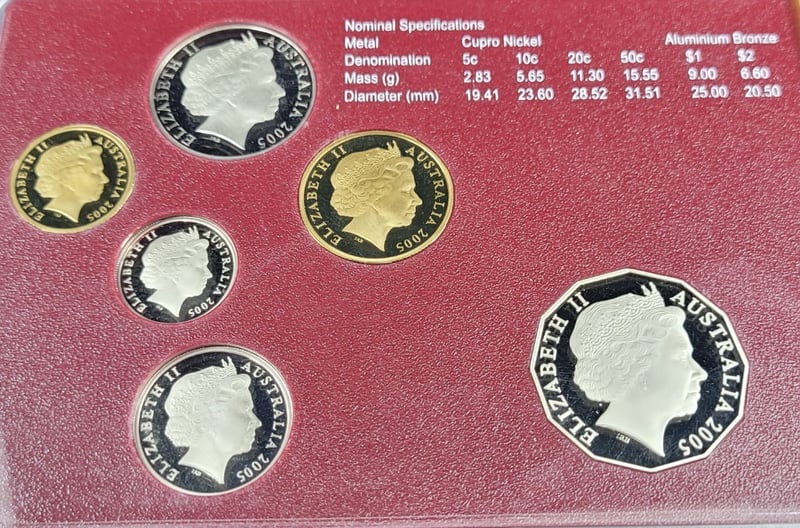 Nominal Specifications
Metal Cupro Nickel Aluminium Bronze
Denomination 5c 10c 20c 50c $1 $2
Mass (g) 2.83 5.65 11.30 15.55 9.00 6.60
Diameter (mm) 19.41 23.60 28.52 31.51 25.00 20.50
ELIZABETH II AUSTRALIA 2005
ELIZABETH II AUSTRALIA 2005
ELIZABETH II AUSTRALIA 2005
IRB
ELIZABETH II AUSTRALIA 2005
ELIZABETH II AUSTRALIA 2005
IRB
ELIZABETH II AUSTRALIA 2005
IRB